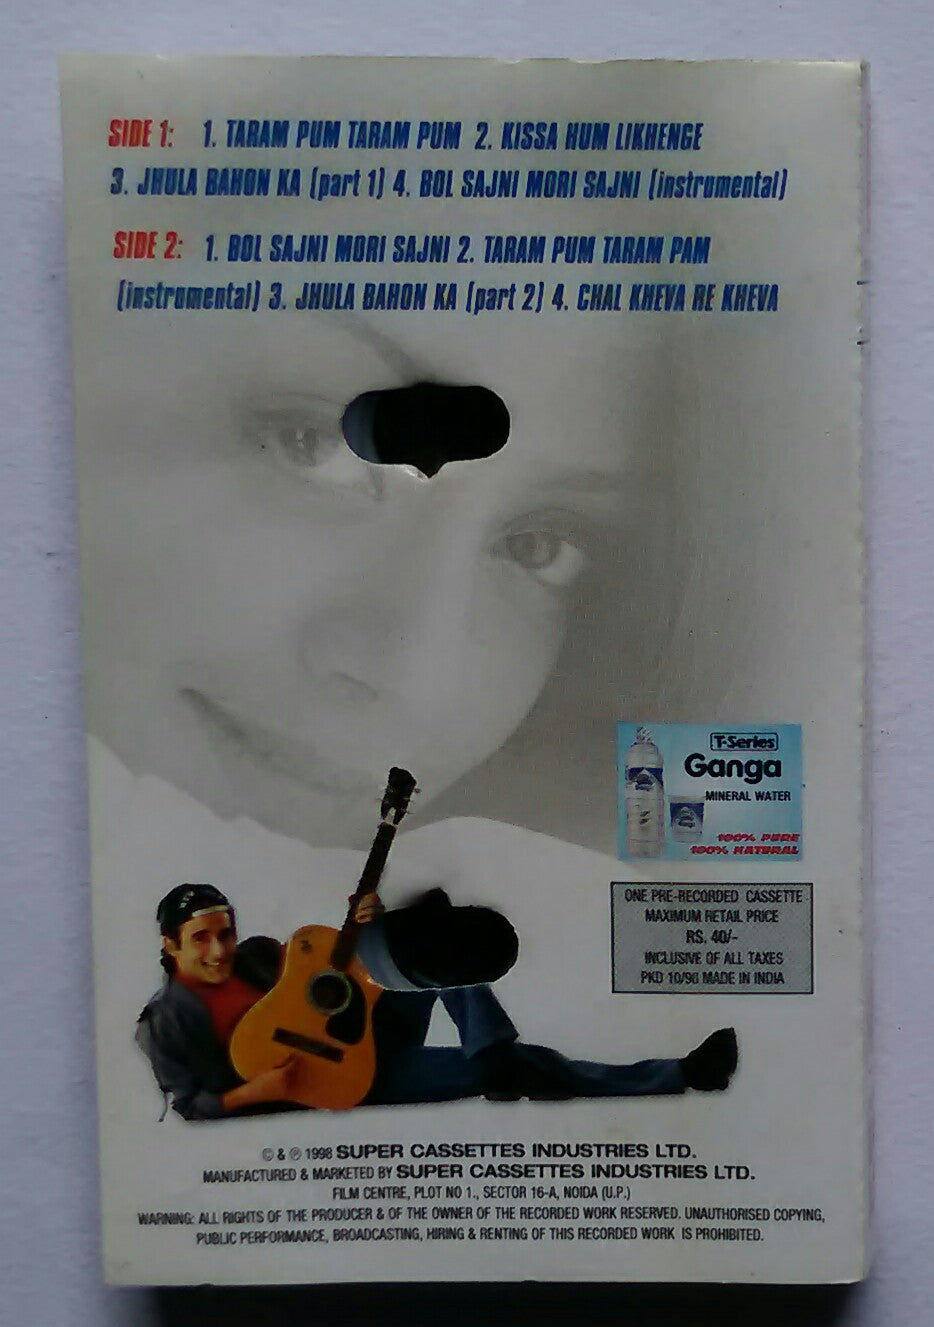 SIDE 1: 1. TARAM PUM TARAM PUM 2. KISSA HUM LIKHENGE
3. JHULA BAHON KA (part 1) 4. BOL SAJNI MORI SAJNI (instrumental)
SIDE 2: 1. BOL SAJNI MORI SAJNI 2. TARAM PUM TARAM PAM
(instrumental) 3. JHULA BAHON KA (part 2) 4. CHAL KHEVA RE KHEVA
T-Series
Ganga
MINERAL WATER
100% PURE
100% NATURAL
ONE PRE-RECORDED CASSETTE
MAXIMUM RETAIL PRICE
RS. 40/-
INCLUSIVE OF ALL TAXES
PKD 10/98 MADE IN INDIA
© & ℗ 1998 SUPER CASSETTES INDUSTRIES LTD.
MANUFACTURED & MARKETED BY SUPER CASSETTES INDUSTRIES LTD.
FILM CENTRE, PLOT NO 1., SECTOR 16-A, NOIDA (U.P.)
WARNING: ALL RIGHTS OF THE PRODUCER & OF THE OWNER OF THE RECORDED WORK RESERVED. UNAUTHORISED COPYING,
PUBLIC PERFORMANCE, BROADCASTING, HIRING & RENTING OF THIS RECORDED WORK IS PROHIBITED.